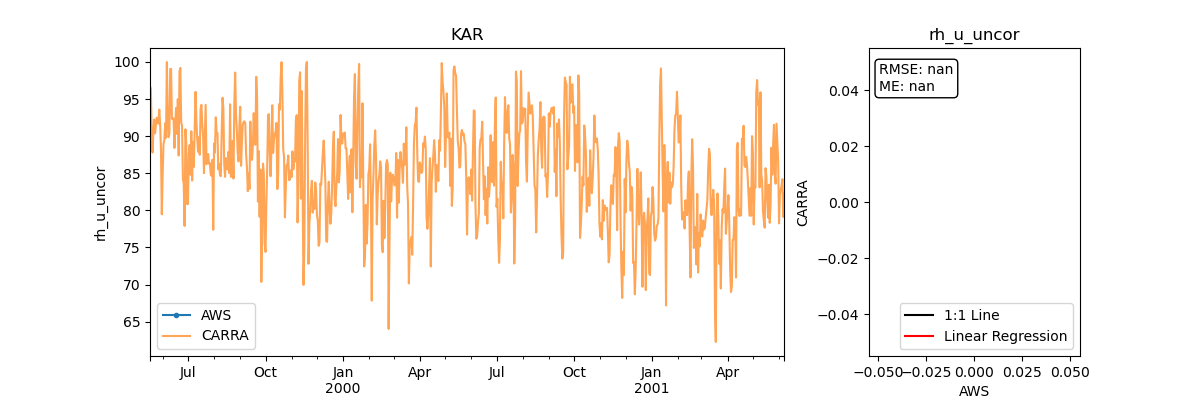 KAR
rh_u_uncor
100
95
90
85
80
75
70
65
rh_u_uncor
AWS
CARRA
Jul
Oct
Jan
2000
Apr
Jul
Oct
Jan
2001
Apr
RMSE: nan
ME: nan
0.04
0.02
0.00
−0.02
−0.04
CARRA
1:1 Line
Linear Regression
−0.050
−0.025
0.000
0.025
0.050
AWS